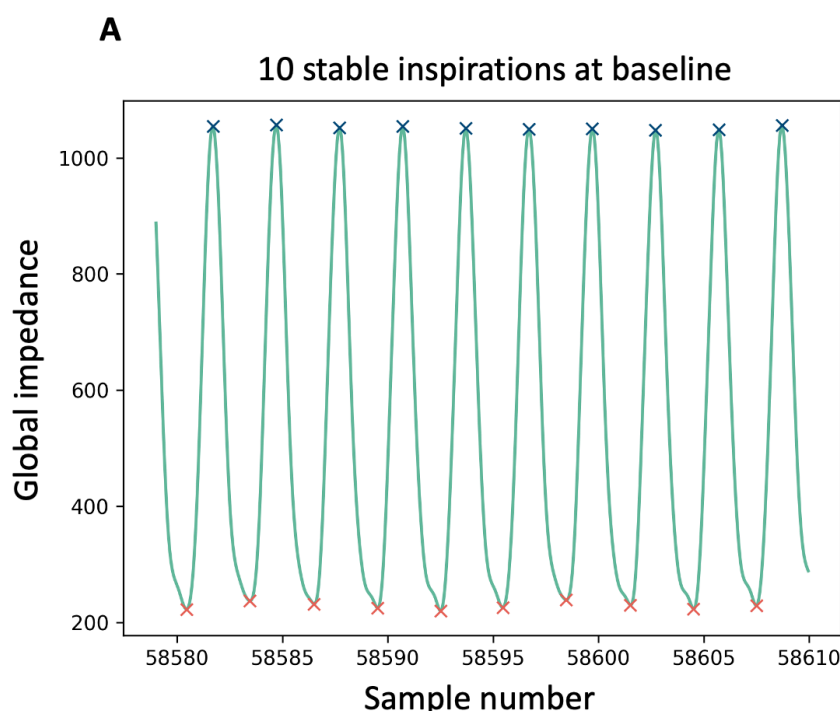 A
10 stable inspirations at baseline
1000
800
600
400
200
Global impedance
58580 58585 58590 58595 58600 58605 58610
Sample number